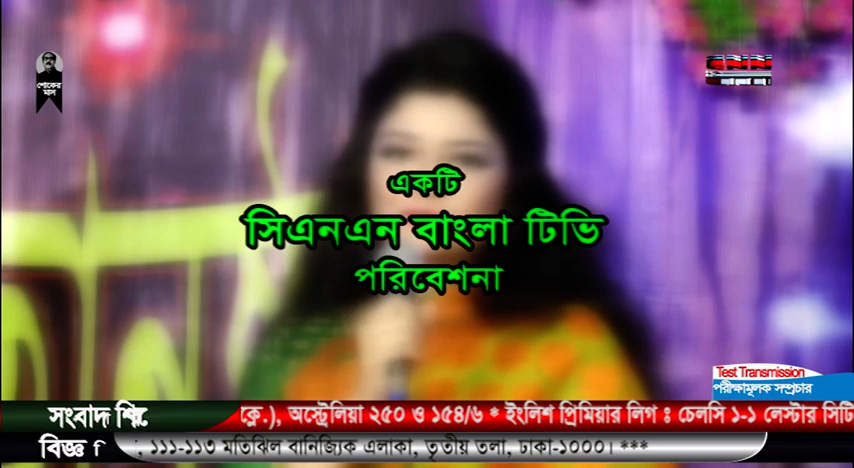 শোকের
মাস
একটি
সিএনএন বাংলা টিভি
পরিবেশনা
Test Transmission
পরীক্ষামূলক সম্প্রচার
সংবাদ
ক্লে.), অস্ট্রেলিয়া ২৫০ ও ১৫৪/৬ * ইংলিশ প্রিমিয়ার লিগ ঃ চেলসি ১-১ লেস্টার সিটি
বিজ্ঞ
, ১১১-১১৩ মতিঝিল বানিজ্যিক এলাকা, তৃতীয় তলা, ঢাকা-১০০০। ***